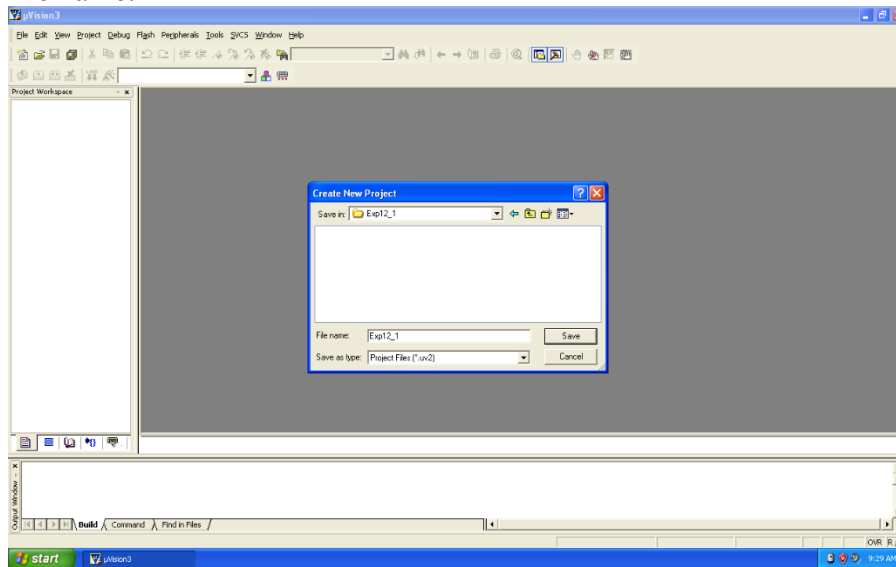 µVision3
File Edit View Project Debug Flash Peripherals Tools SVCS Window Help
Project Workspace
Create New Project
Save in: Exp12_1
File name: Exp12_1
Save
Save as type: Project Files (*.uv2)
Cancel
Output Window
Build Command Find in Files
OVR R
start µVision3 9:29 AM